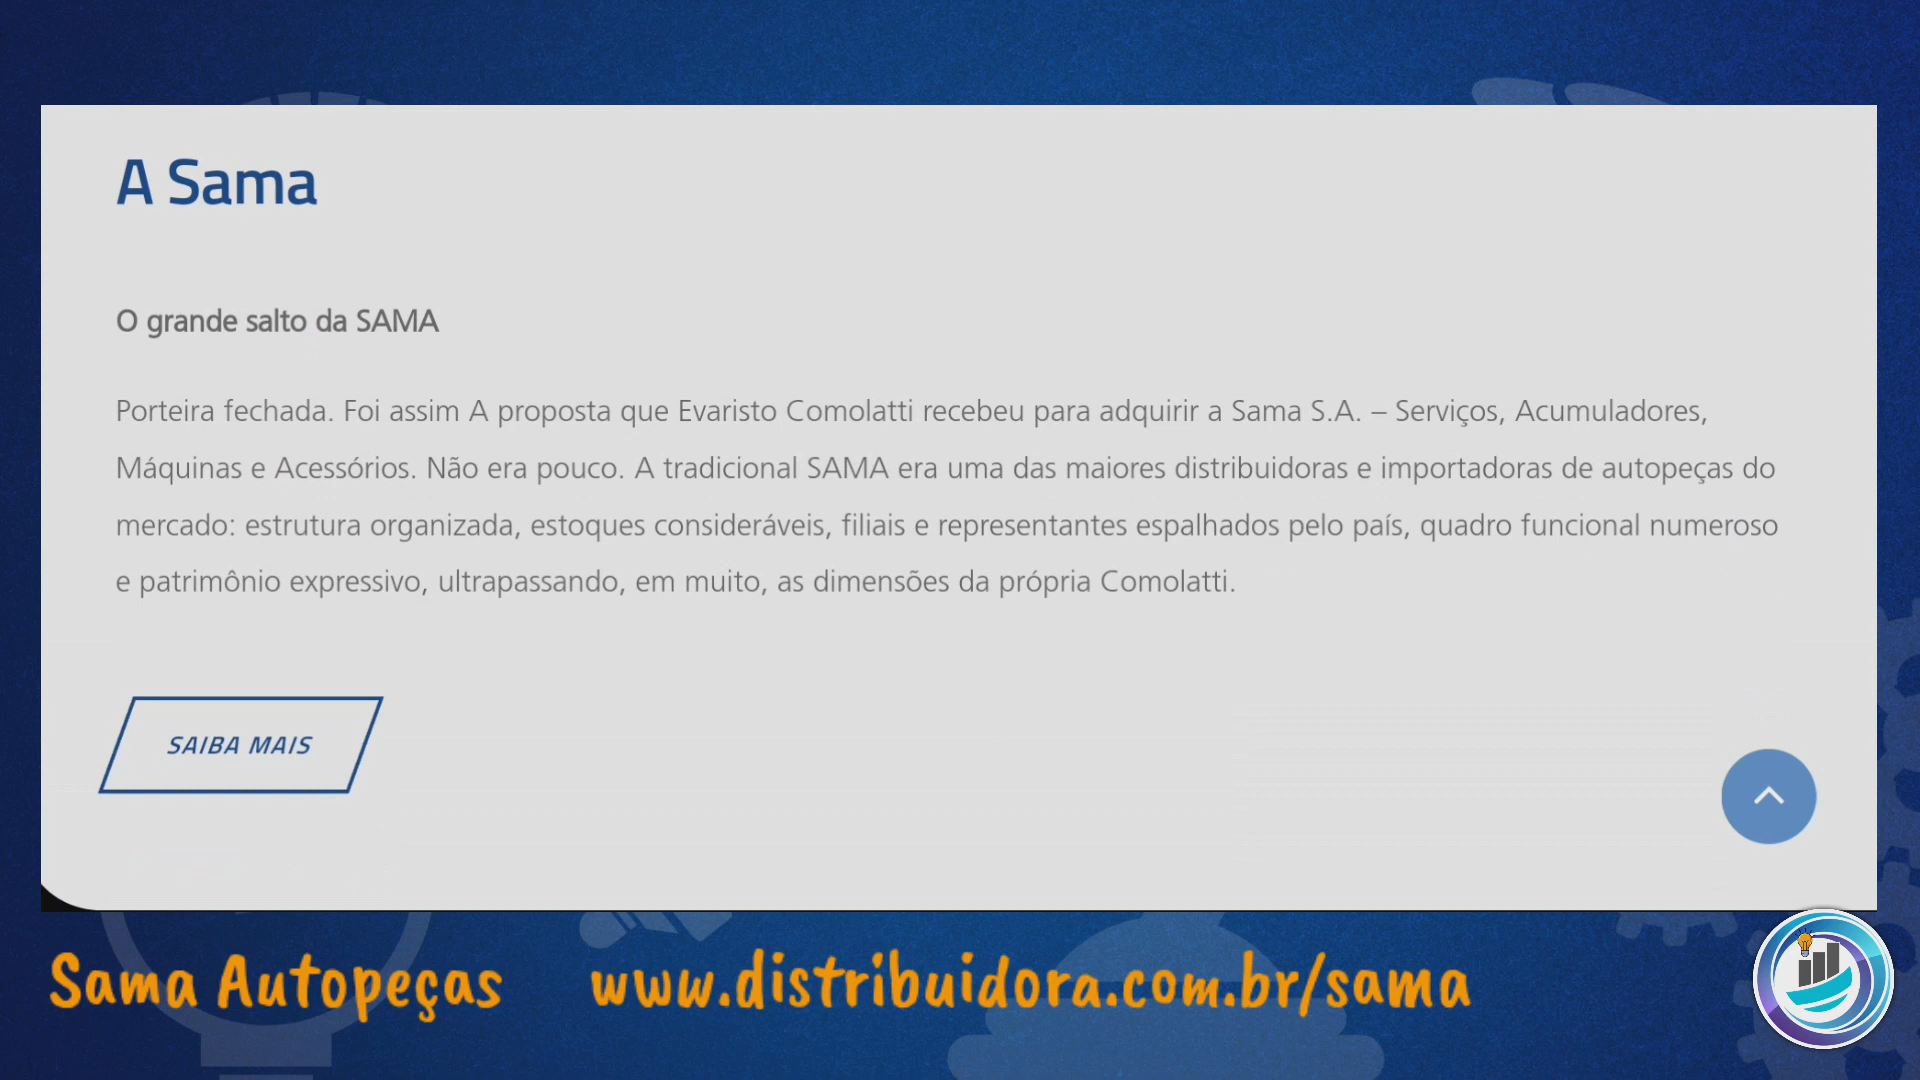 A Sama
O grande salto da SAMA
Porteira fechada. Foi assim A proposta que Evaristo Comolatti recebeu para adquirir a Sama S.A. – Serviços, Acumuladores,
Máquinas e Acessórios. Não era pouco. A tradicional SAMA era uma das maiores distribuidoras e importadoras de autopeças do
mercado: estrutura organizada, estoques consideráveis, filiais e representantes espalhados pelo país, quadro funcional numeroso
e patrimônio expressivo, ultrapassando, em muito, as dimensões da própria Comolatti.
SAIBA MAIS
Sama Autopeças www.distribuidora.com.br/sama